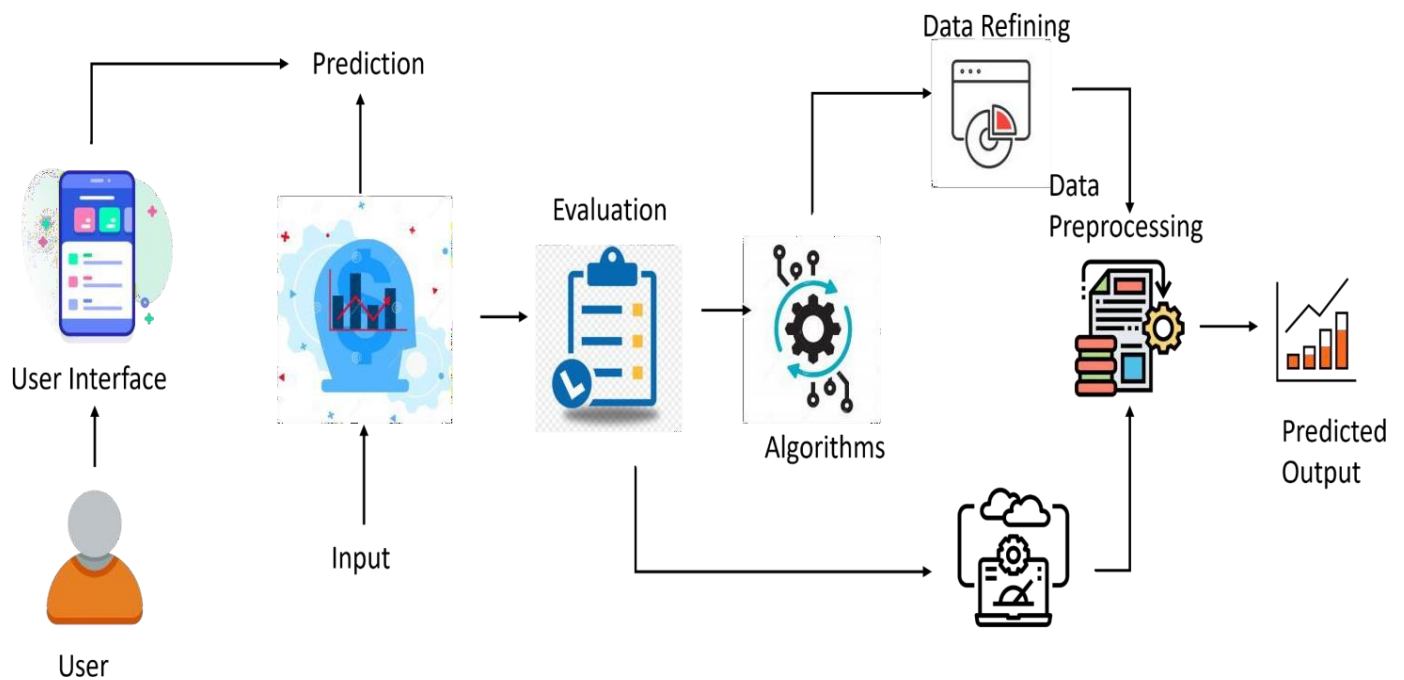 Data Refining
Prediction
Data
Preprocessing
Evaluation
User Interface
Algorithms
Predicted
Output
Input
User